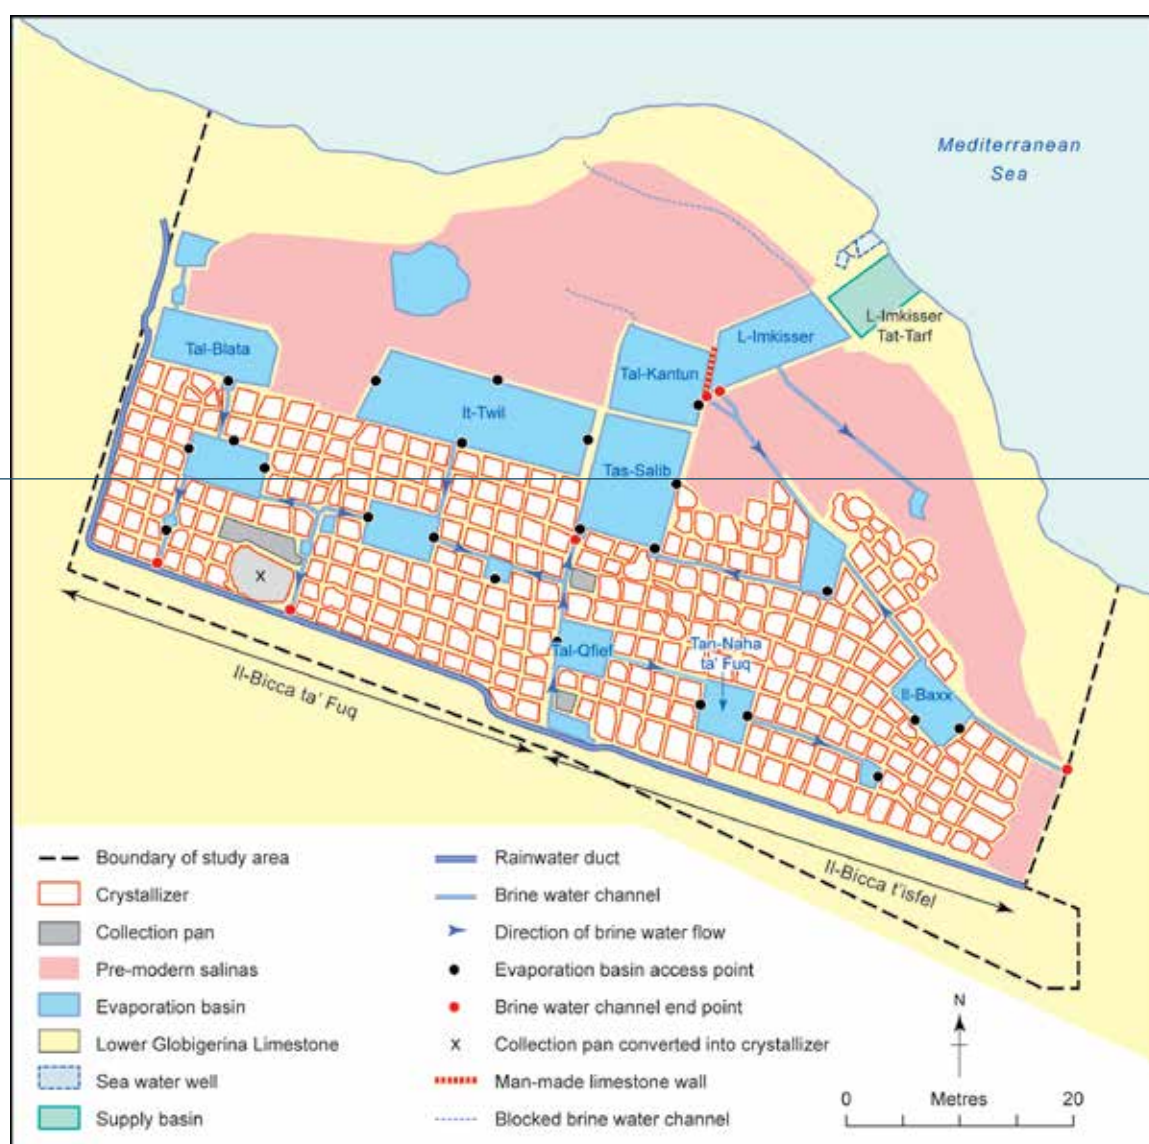 Mediterranean
Sea
L-Imkisser
Tat-Tarf
L-Imkisser
Tal-Blata
Tal-Kantun
It-Twil
Tas-Salib
x
Tal-Qfief
Tan-Naha
ta' Fuq
Il-Baxx
Il-Bicca ta' Fuq
Il-Bicca t'isfel
Boundary of study area
Crystallizer
Collection pan
Pre-modern salinas
Evaporation basin
Lower Globigerina Limestone
Sea water well
Supply basin
Rainwater duct
Brine water channel
Direction of brine water flow
Evaporation basin access point
Brine water channel end point
x Collection pan converted into crystallizer
Man-made limestone wall
Blocked brine water channel
N
0 Metres 20